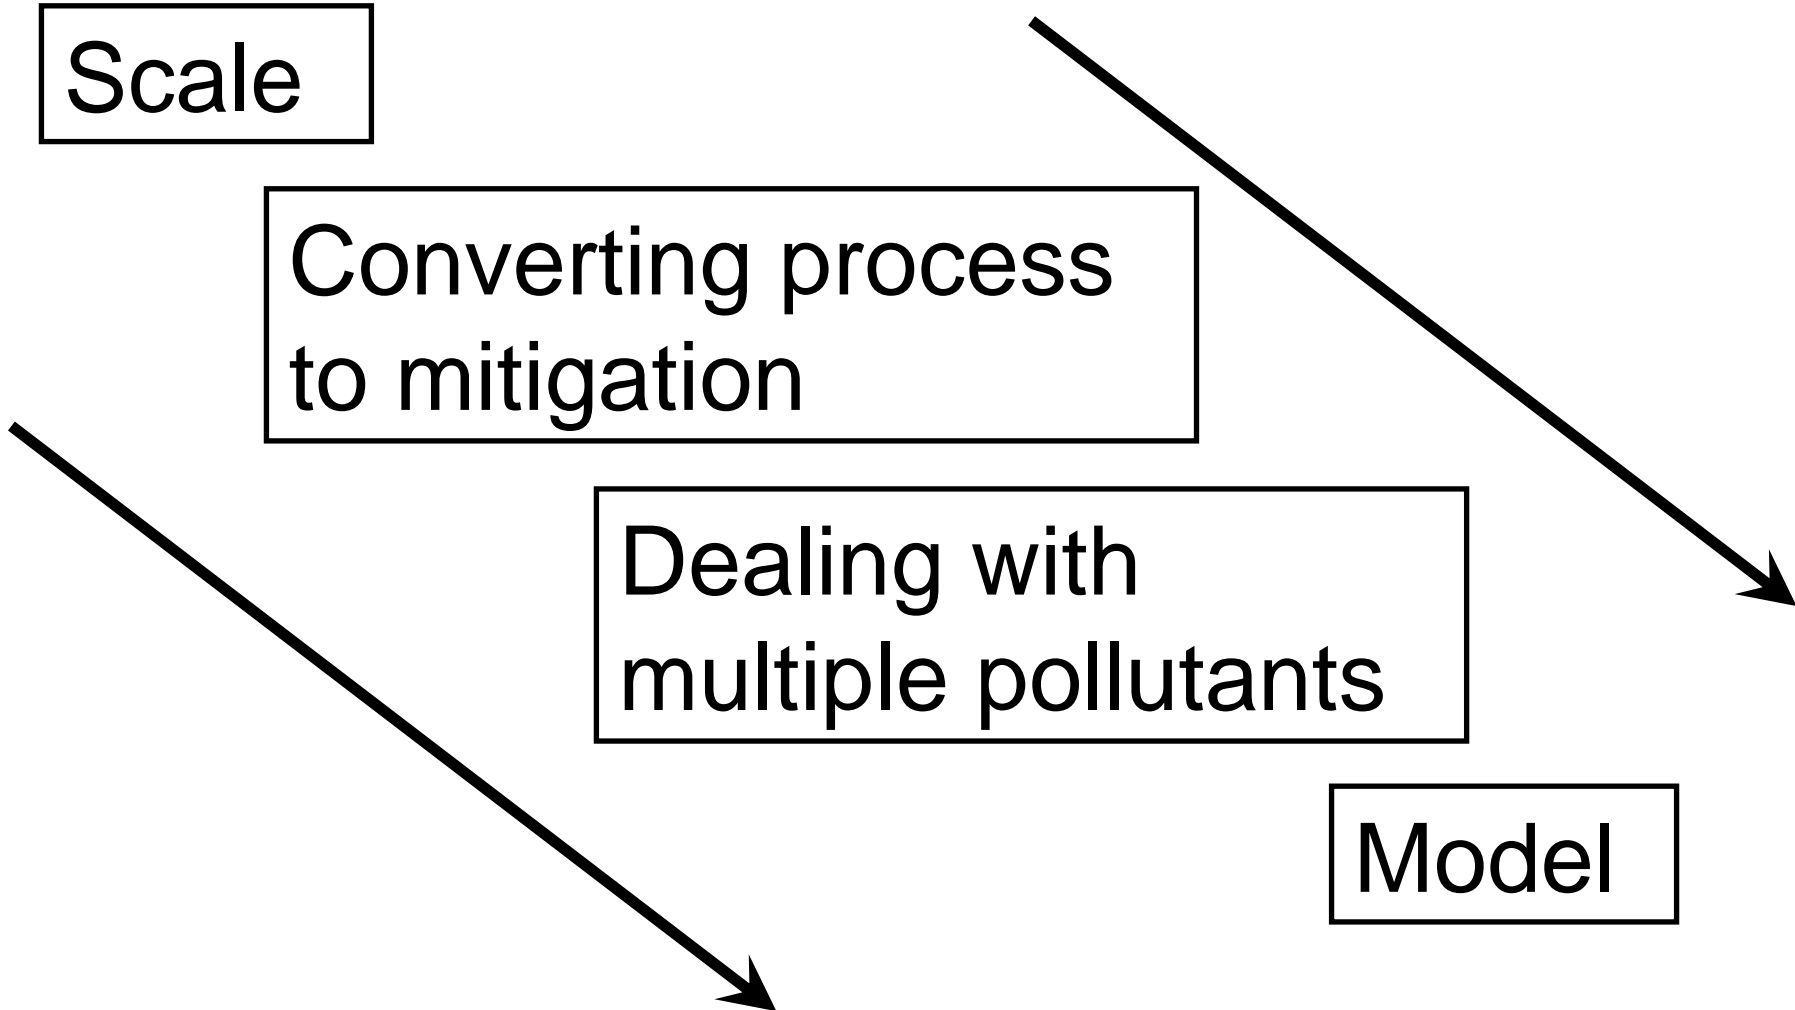 Scale
Converting process
to mitigation
Dealing with
multiple pollutants
Model